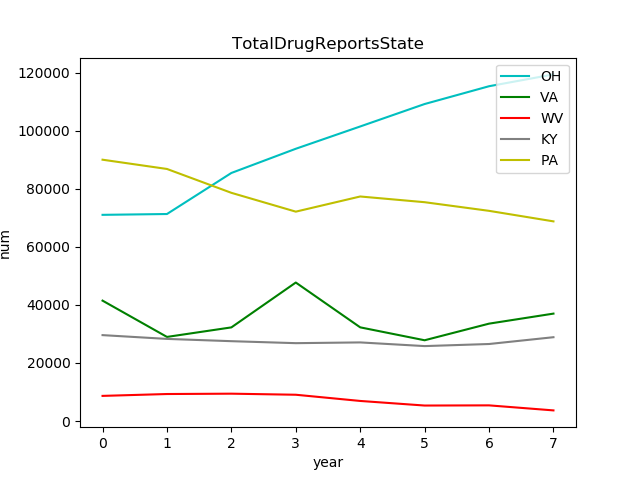 TotalDrugReportsState
120000
100000
80000
60000
40000
20000
0
num
0 1 2 3 4 5 6 7
year
OH
VA
WV
KY
PA